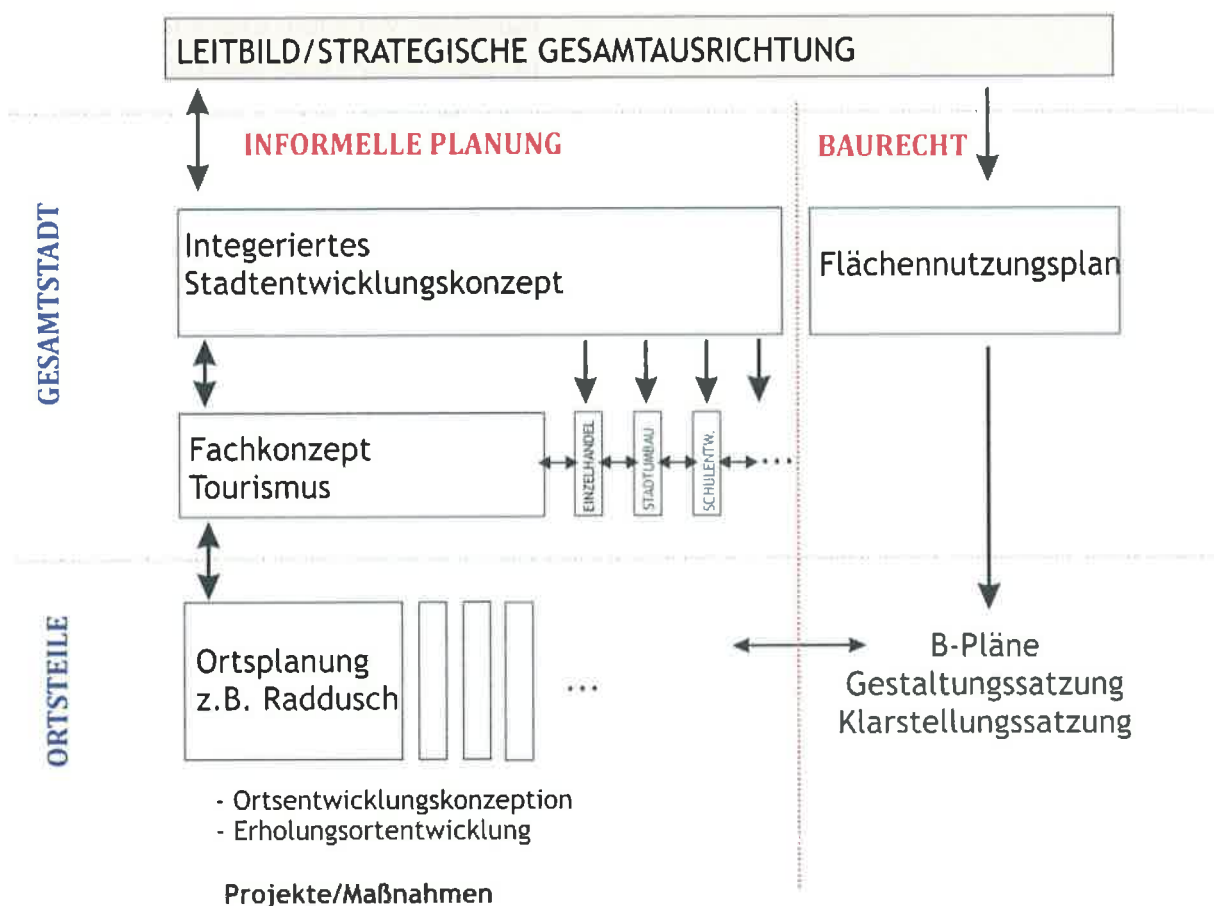 LEITBILD/STRATEGISCHE GESAMTAUSRICHTUNG
INFORMELLE PLANUNG
BAURECHT
GESAMTSTADT
Integeriertes
Stadtentwicklungskonzept
Flächennutzungsplan
Fachkonzept
Tourismus
EINZELHANDEL
STADTUMBAU
SCHULENTW.
...
ORTSTEILE
Ortsplanung
z.B. Raddusch
...
B-Pläne
Gestaltungssatzung
Klarstellungssatzung
- Ortsentwicklungskonzeption
- Erholungsortentwicklung
Projekte/Maßnahmen